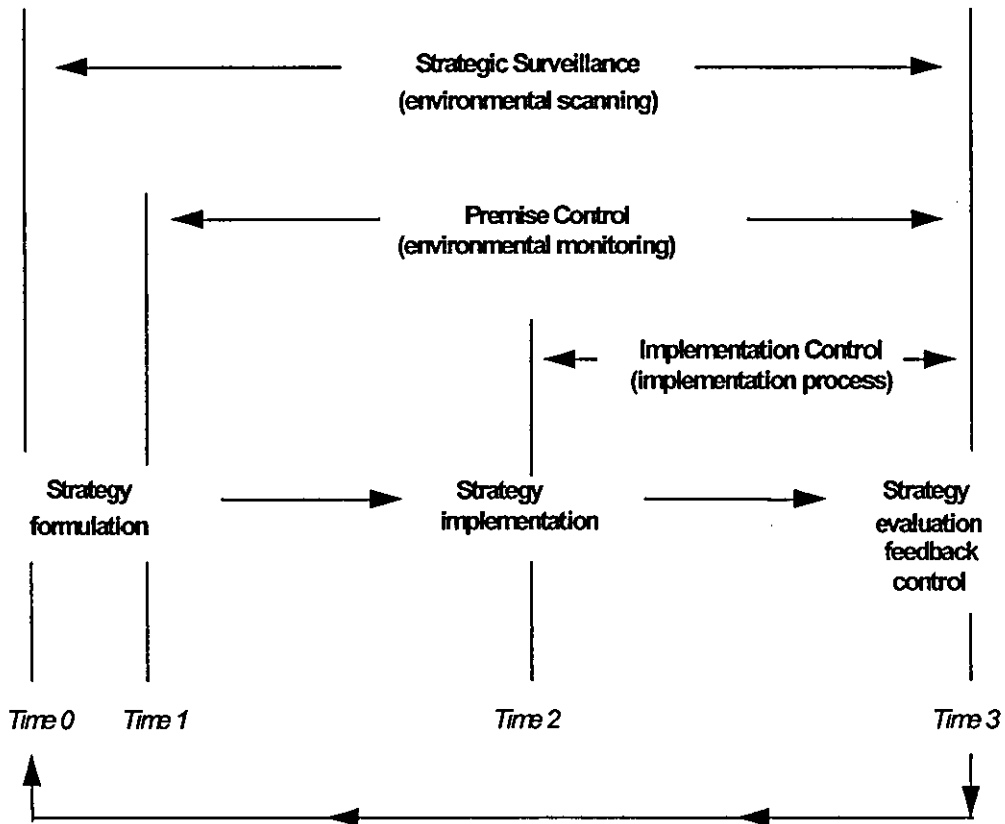 Strategic Surveillance
(environmental scanning)
Premise Control
(environmental monitoring)
Implementation Control
(implementation process)
Strategy
formulation
Strategy
implementation
Strategy
evaluation
feedback
control
Time 0
Time 1
Time 2
Time 3